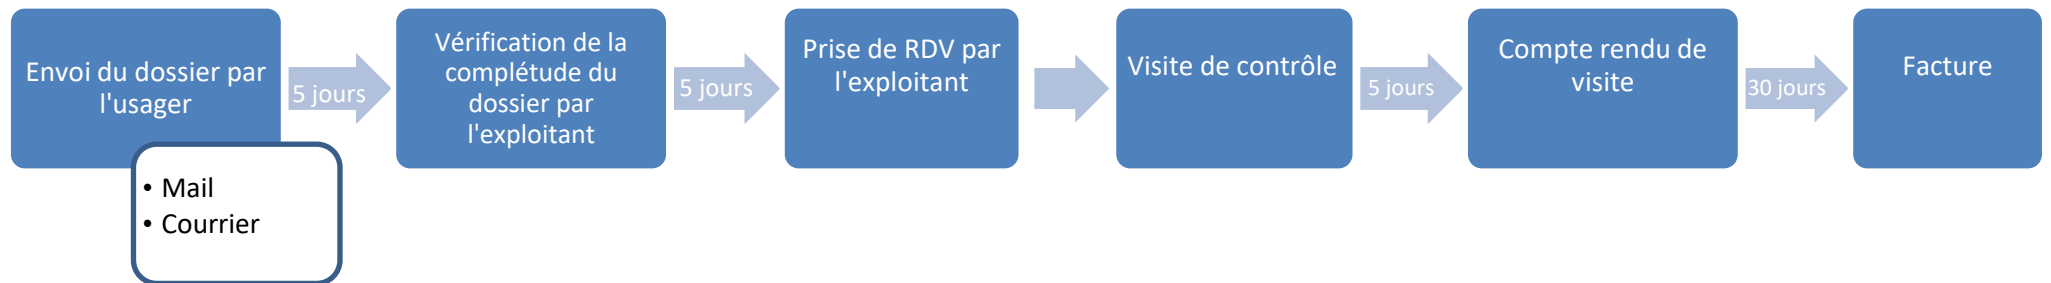 Envoi du dossier par
l'usager
• Mail
• Courrier
5 jours
Vérification de la
complétude du
dossier par
l'exploitant
5 jours
Prise de RDV par
l'exploitant
Visite de contrôle
5 jours
Compte rendu de
visite
30 jours
Facture